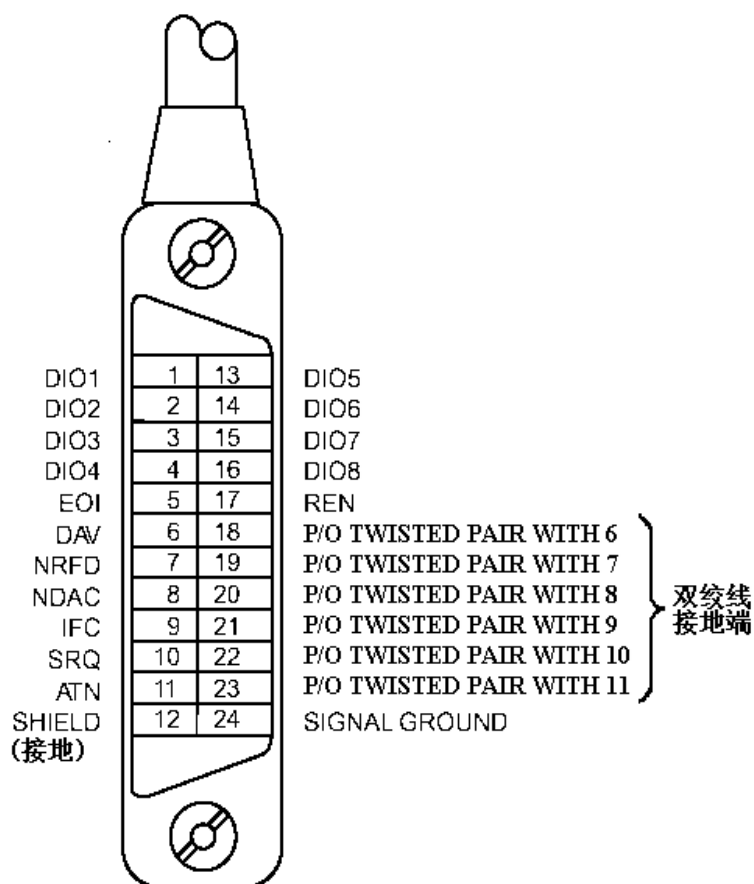 DIO1 1 13 DIO5
DIO2 2 14 DIO6
DIO3 3 15 DIO7
DIO4 4 16 DIO8
EOI 5 17 REN
DAV 6 18 P/O TWISTED PAIR WITH 6
NRFD 7 19 P/O TWISTED PAIR WITH 7
NDAC 8 20 P/O TWISTED PAIR WITH 8
IFC 9 21 P/O TWISTED PAIR WITH 9
SRQ 10 22 P/O TWISTED PAIR WITH 10
ATN 11 23 P/O TWISTED PAIR WITH 11
SHIELD 12 24 SIGNAL GROUND
(接地)
双绞线
接地端